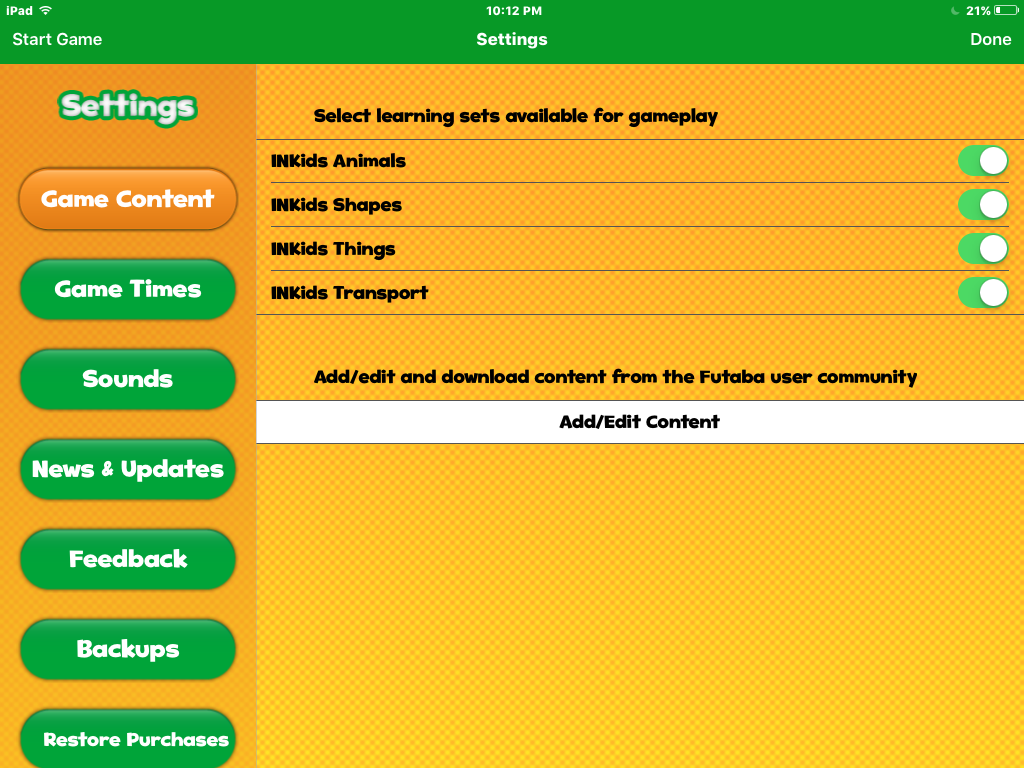 iPad 10:12 PM 21%
Start Game Settings Done
Settings
Game Content
Game Times
Sounds
News & Updates
Feedback
Backups
Restore Purchases
Select learning sets available for gameplay
INKids Animals
INKids Shapes
INKids Things
INKids Transport
Add/edit and download content from the Futaba user community
Add/Edit Content